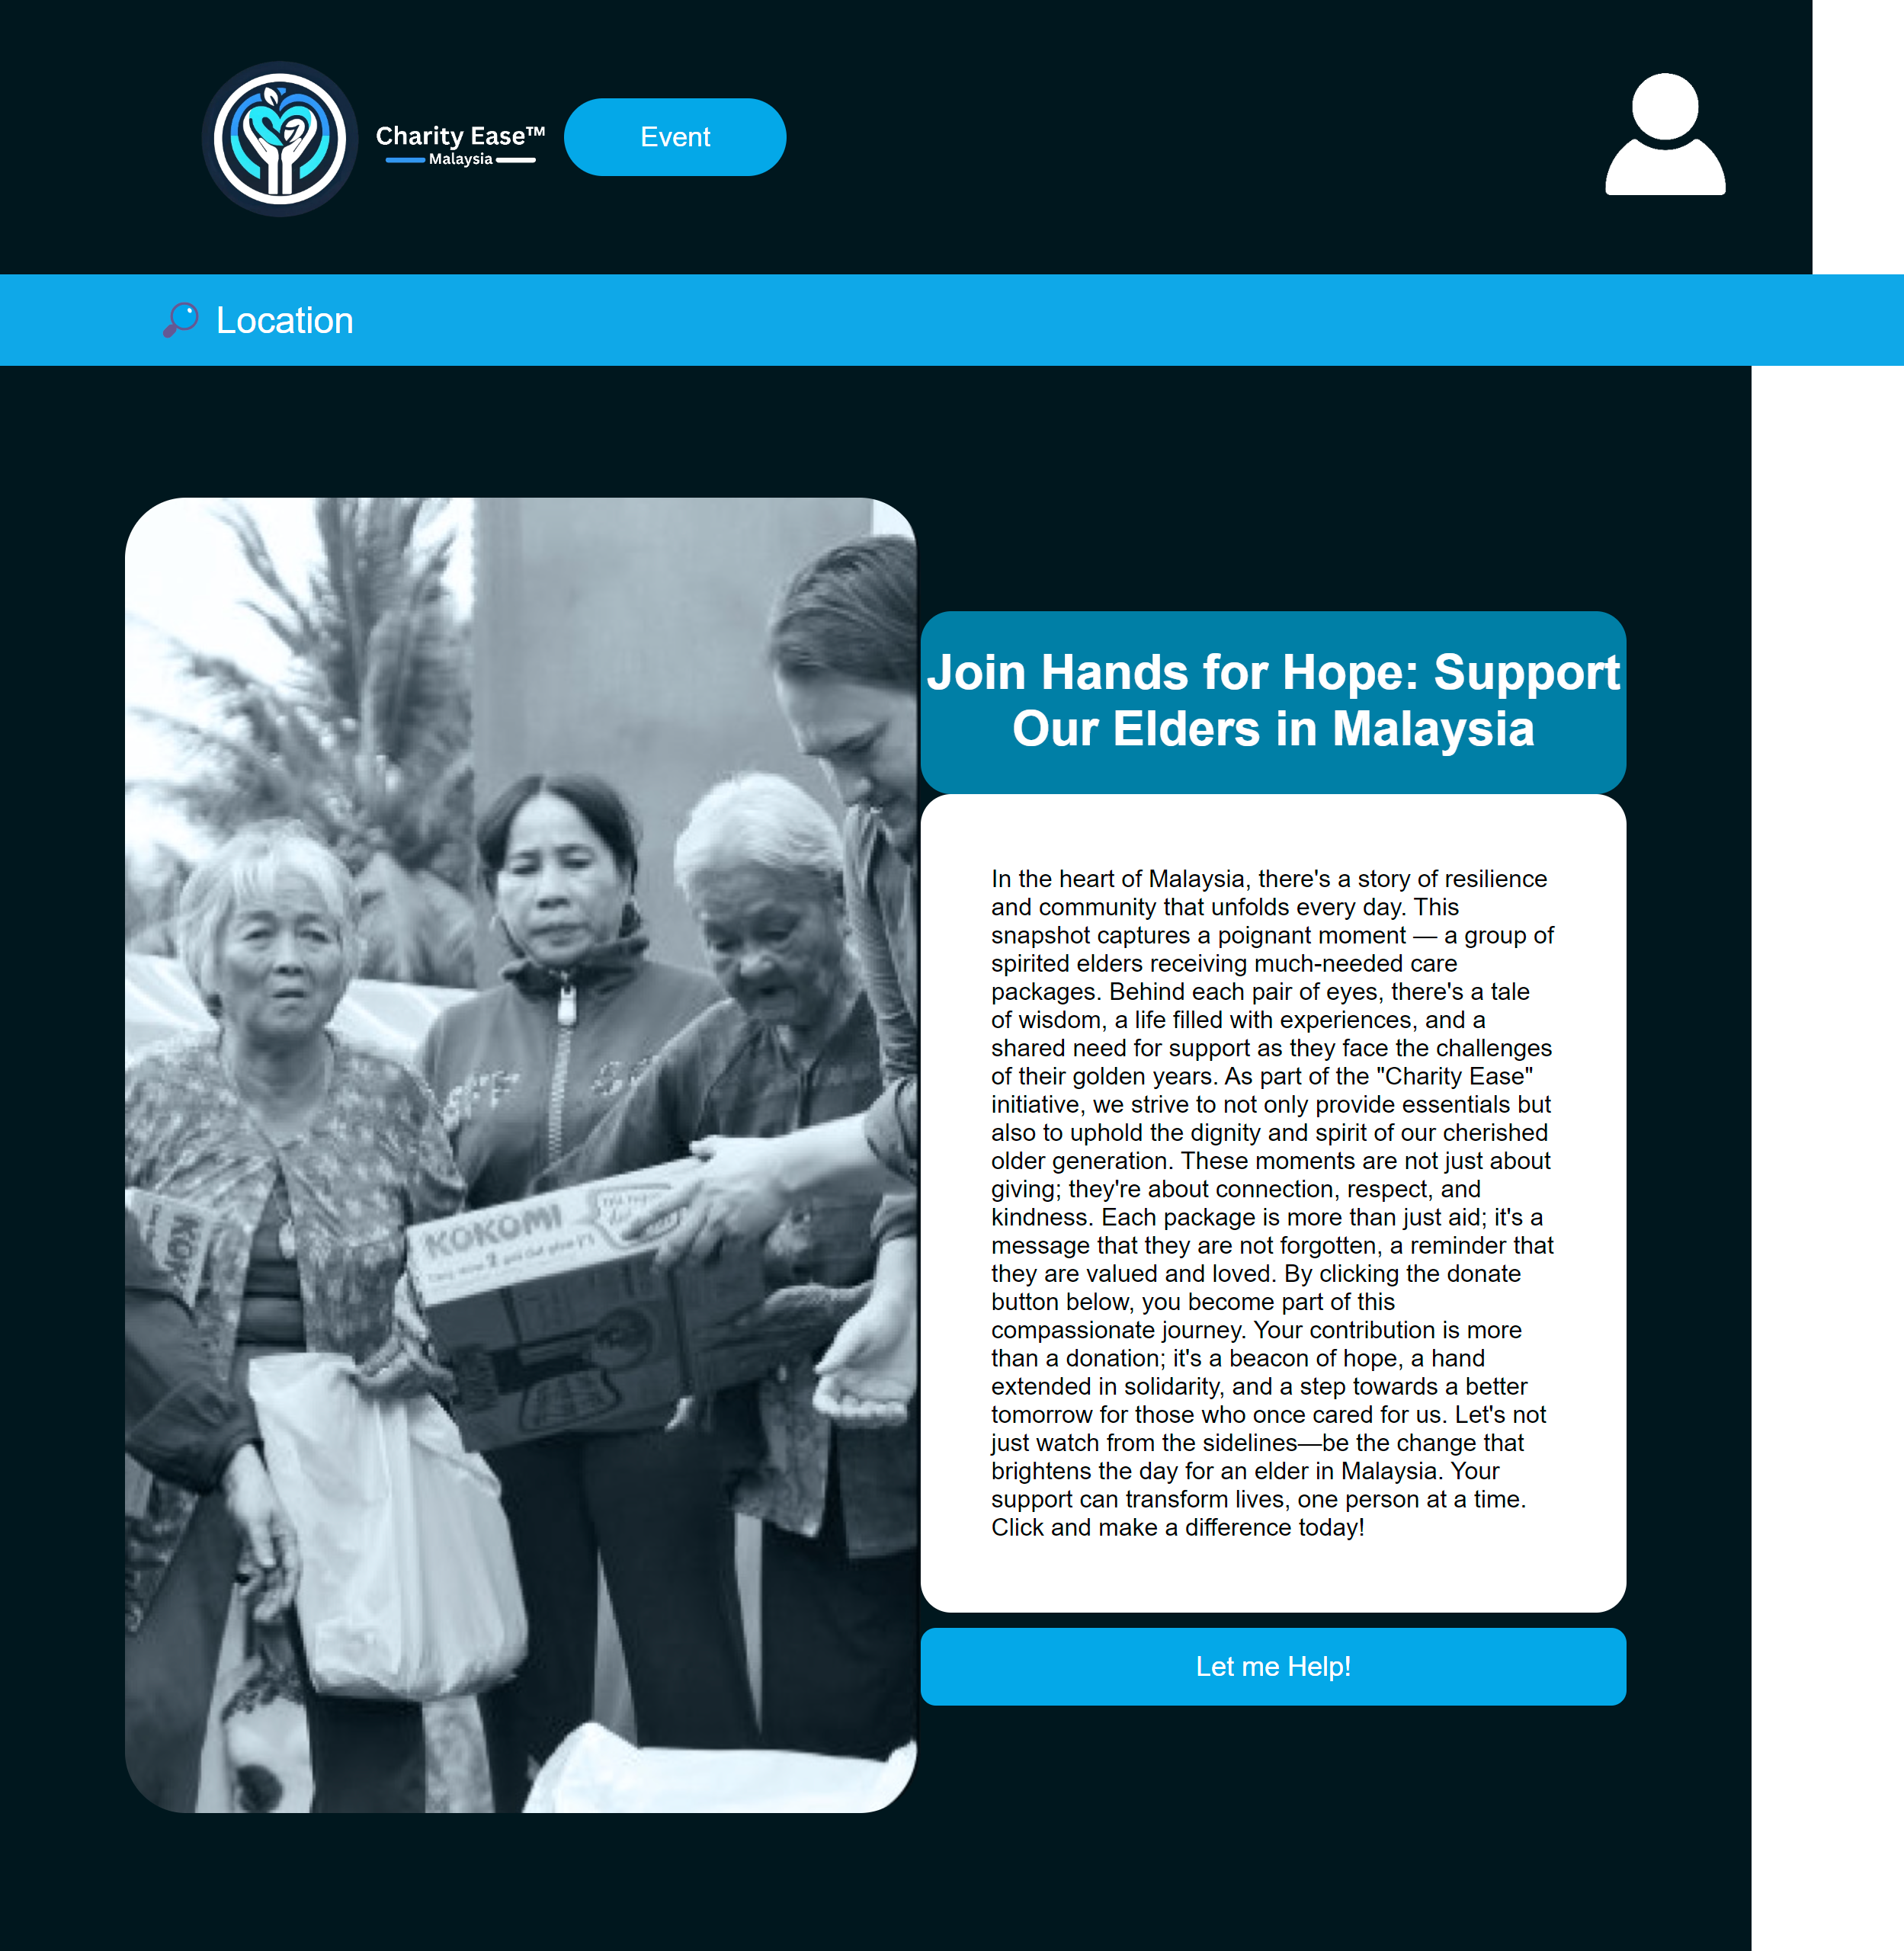 Charity Ease™
Malaysia
Event
Location
Join Hands for Hope: Support
Our Elders in Malaysia
In the heart of Malaysia, there's a story of resilience
and community that unfolds every day. This
snapshot captures a poignant moment — a group of
spirited elders receiving much-needed care
packages. Behind each pair of eyes, there's a tale
of wisdom, a life filled with experiences, and a
shared need for support as they face the challenges
of their golden years. As part of the "Charity Ease"
initiative, we strive to not only provide essentials but
also to uphold the dignity and spirit of our cherished
older generation. These moments are not just about
giving; they're about connection, respect, and
kindness. Each package is more than just aid; it's a
message that they are not forgotten, a reminder that
they are valued and loved. By clicking the donate
button below, you become part of this
compassionate journey. Your contribution is more
than a donation; it's a beacon of hope, a hand
extended in solidarity, and a step towards a better
tomorrow for those who once cared for us. Let's not
just watch from the sidelines—be the change that
brightens the day for an elder in Malaysia. Your
support can transform lives, one person at a time.
Click and make a difference today!
KOKOMI
Let me Help!